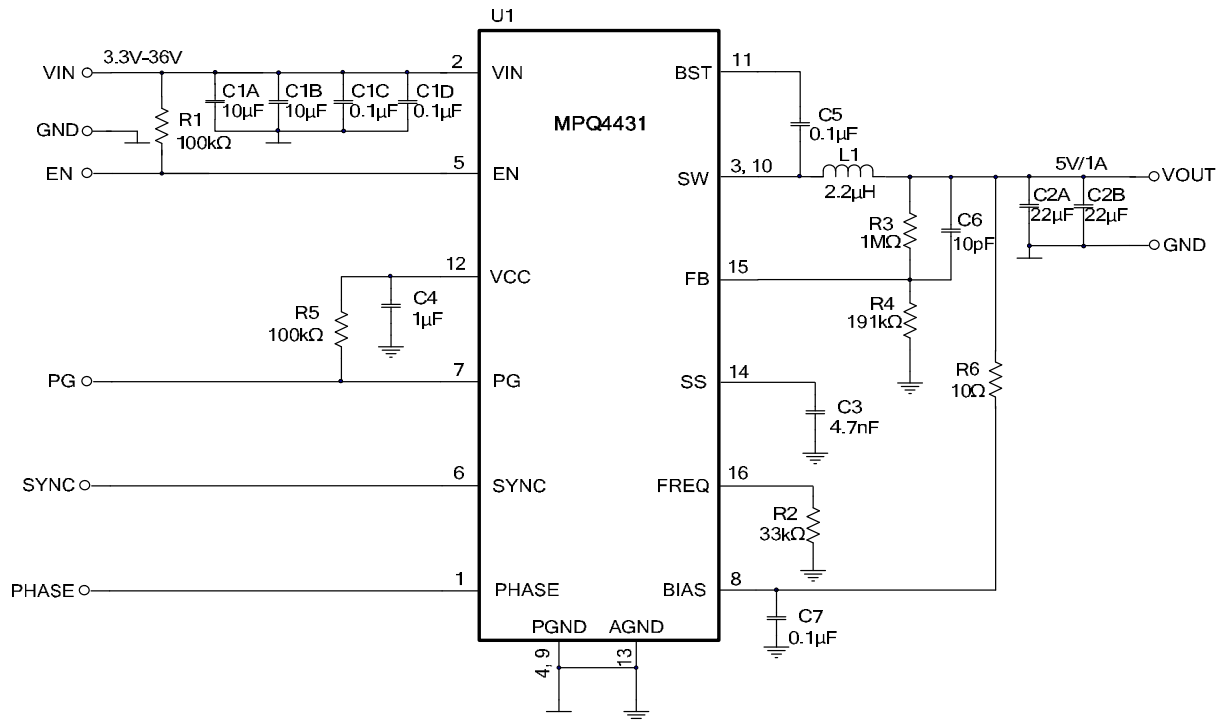 U1
3.3V-36V
VIN
2
VIN
C1A
10µF
C1B
10µF
C1C
0.1µF
C1D
0.1µF
R1
100kΩ
GND
EN
5
EN
MPQ4431
BST
11
C5
0.1µF
L1
2.2µH
SW
3, 10
5V/1A
VOUT
C2A
22µF
C2B
22µF
GND
R3
1MΩ
C6
10pF
FB
15
R4
191kΩ
12
VCC
C4
1µF
R5
100kΩ
PG
7
PG
SS
14
C3
4.7nF
R6
10Ω
SYNC
6
SYNC
FREQ
16
R2
33kΩ
PHASE
1
PHASE
BIAS
8
C7
0.1µF
PGND
AGND
4, 9
13